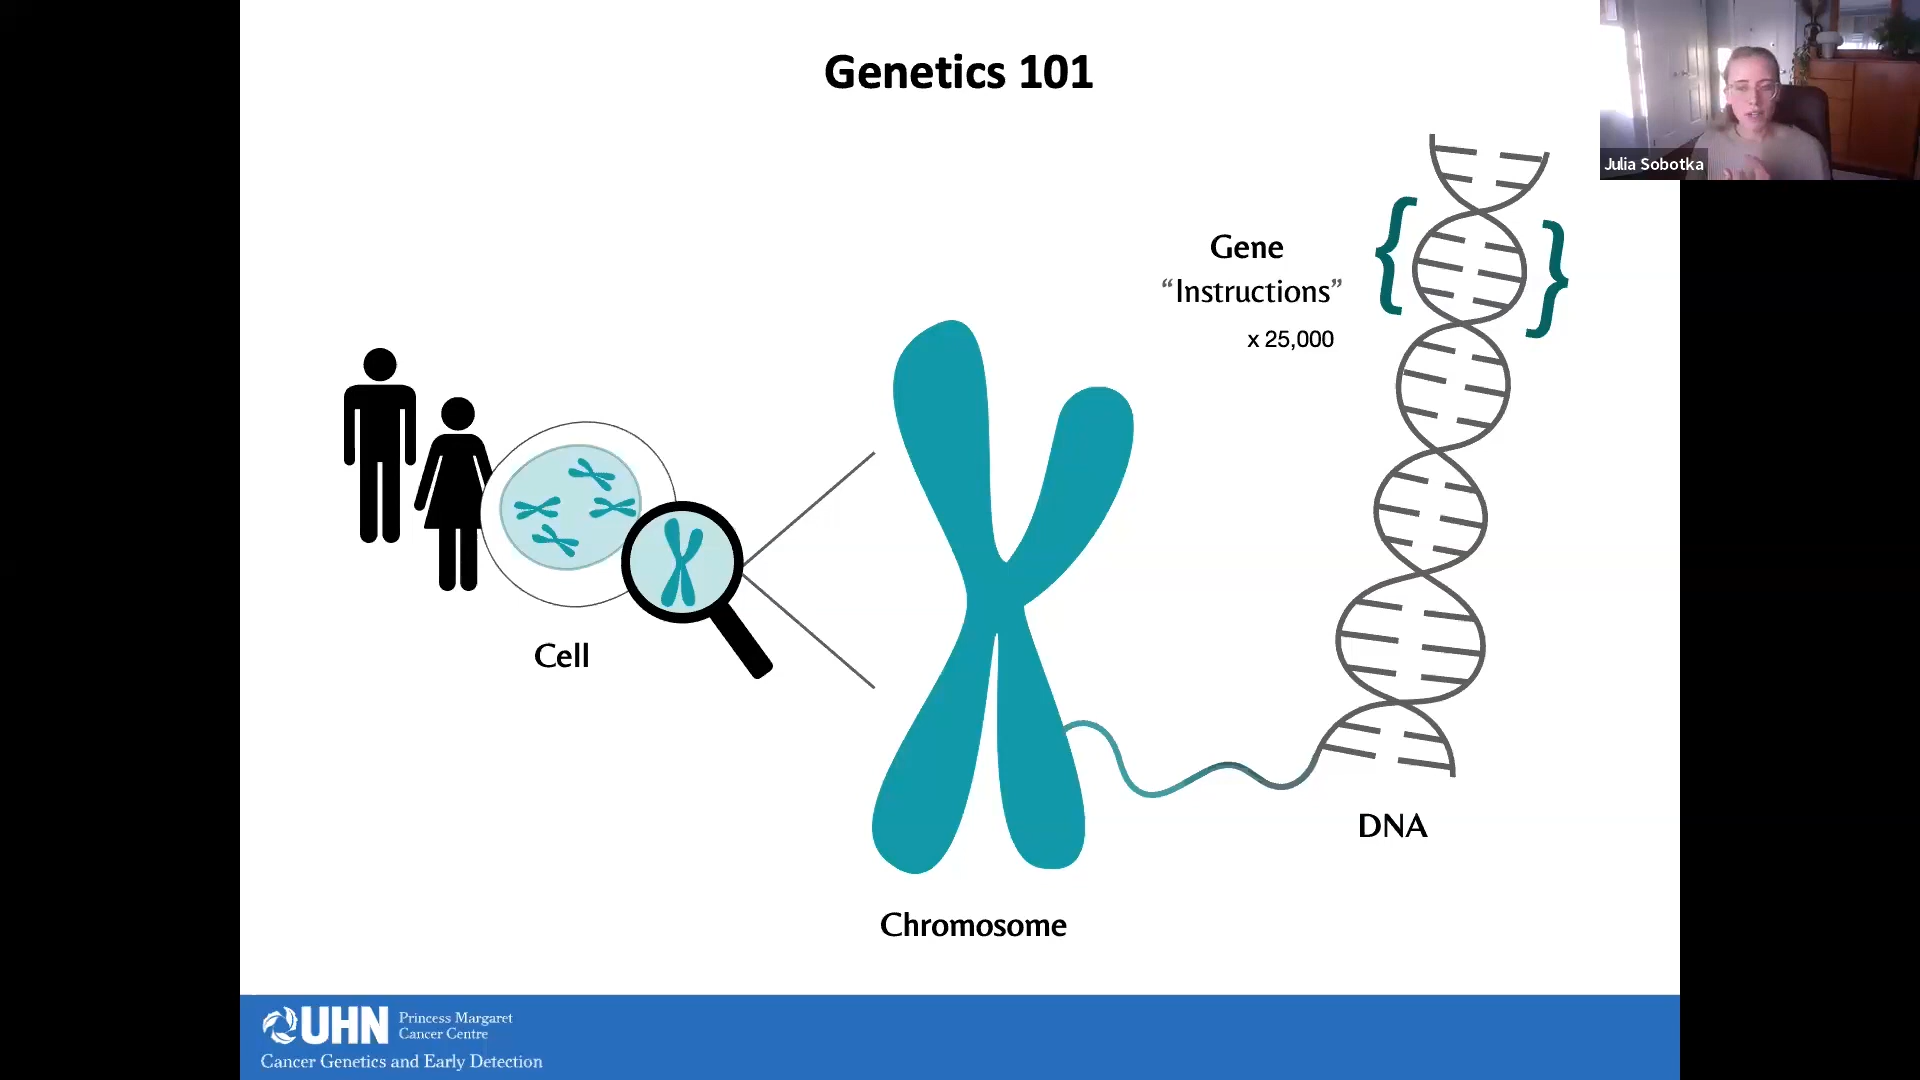 Genetics 101
Julia Sobotka
Gene
“Instructions”
x 25,000
Cell
DNA
Chromosome
UHN
Princess Margaret
Cancer Centre
Cancer Genetics and Early Detection